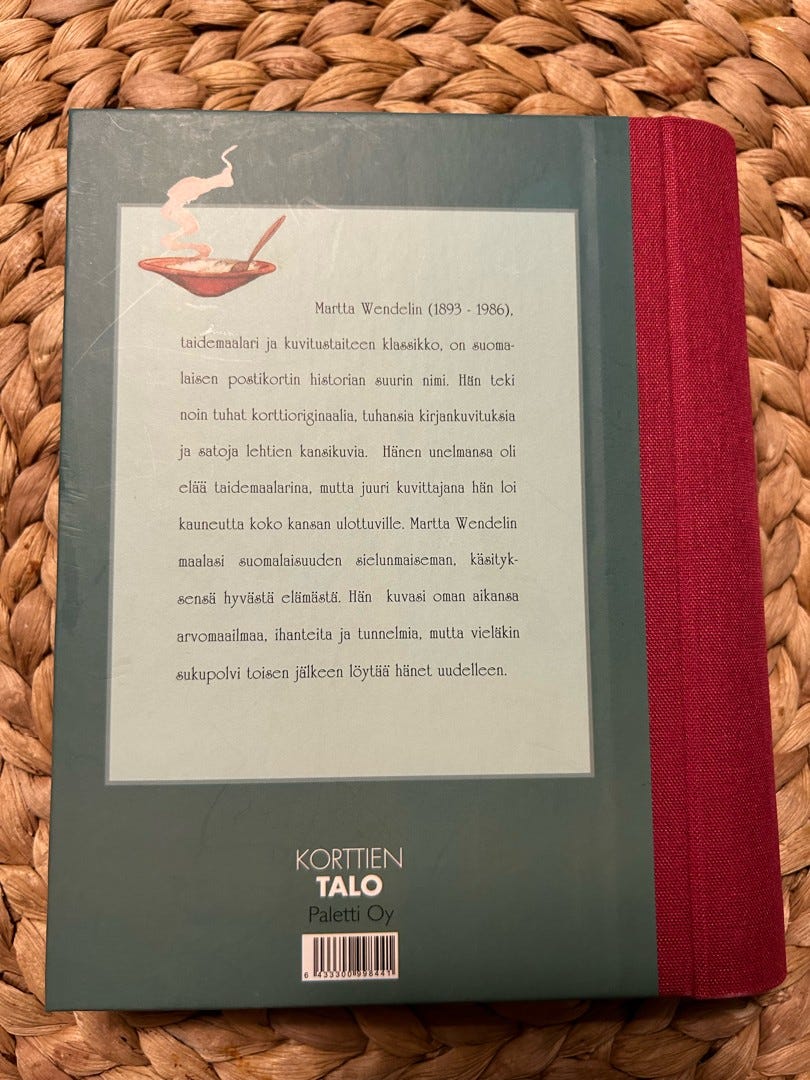 Martta Wendelin (1893 - 1986),
taidemaalari ja kuvitustaiteen klassikko, on suoma-
laisen postikortin historian suurin nimi. Hän teki
noin tuhat korttioriginaalia, tuhansia kirjankuvituksia
ja satoja lehtien kansikuvia. Hänen unelmansa oli
elää taidemaalarina, mutta juuri kuvittajana hän loi
kauneutta koko kansan ulottuville. Martta Wendelin
maalasi suomalaisuuden sielunmaiseman, käsityk-
sensä hyvästä elämästä. Hän kuvasi oman aikansa
arvomaailmaa, ihanteita ja tunnelmia, mutta vieläkin
sukupolvi toisen jälkeen löytää hänet uudelleen.
KORTTIEN
TALO
Paletti Oy
6 433300 998441